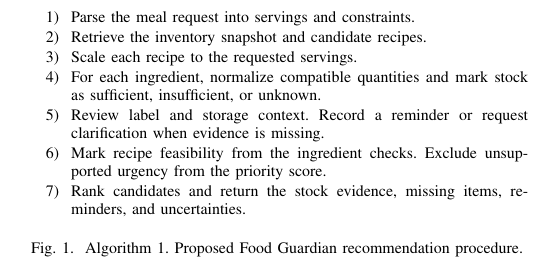 1) Parse the meal request into servings and constraints.
2) Retrieve the inventory snapshot and candidate recipes.
3) Scale each recipe to the requested servings.
4) For each ingredient, normalize compatible quantities and mark stock
as sufficient, insufficient, or unknown.
5) Review label and storage context. Record a reminder or request
clarification when evidence is missing.
6) Mark recipe feasibility from the ingredient checks. Exclude unsup-
ported urgency from the priority score.
7) Rank candidates and return the stock evidence, missing items, re-
minders, and uncertainties.
Fig. 1. Algorithm 1. Proposed Food Guardian recommendation procedure.